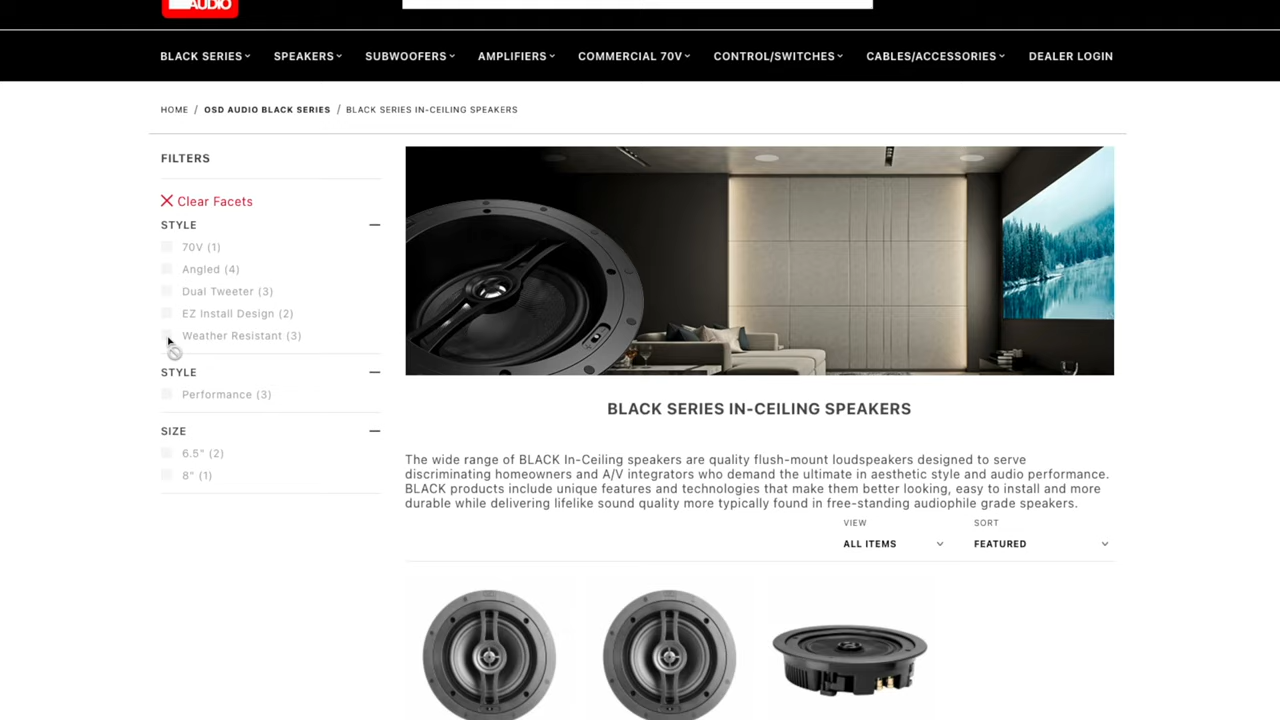 AUDIO
BLACK SERIES SPEAKERS SUBWOOFERS AMPLIFIERS COMMERCIAL 70V CONTROL/SWITCHES CABLES/ACCESSORIES DEALER LOGIN
HOME / OSD AUDIO BLACK SERIES / BLACK SERIES IN-CEILING SPEAKERS
FILTERS
Clear Facets
STYLE
70V (1)
Angled (4)
Dual Tweeter (3)
EZ Install Design (2)
Weather Resistant (3)
STYLE
Performance (3)
SIZE
6.5" (2)
8" (1)
BLACK SERIES IN-CEILING SPEAKERS
The wide range of BLACK In-Ceiling speakers are quality flush-mount loudspeakers designed to serve
discriminating homeowners and A/V integrators who demand the ultimate in aesthetic style and audio performance.
BLACK products include unique features and technologies that make them better looking, easy to install and more
durable while delivering lifelike sound quality more typically found in free-standing audiophile grade speakers.
VIEW SORT
ALL ITEMS FEATURED